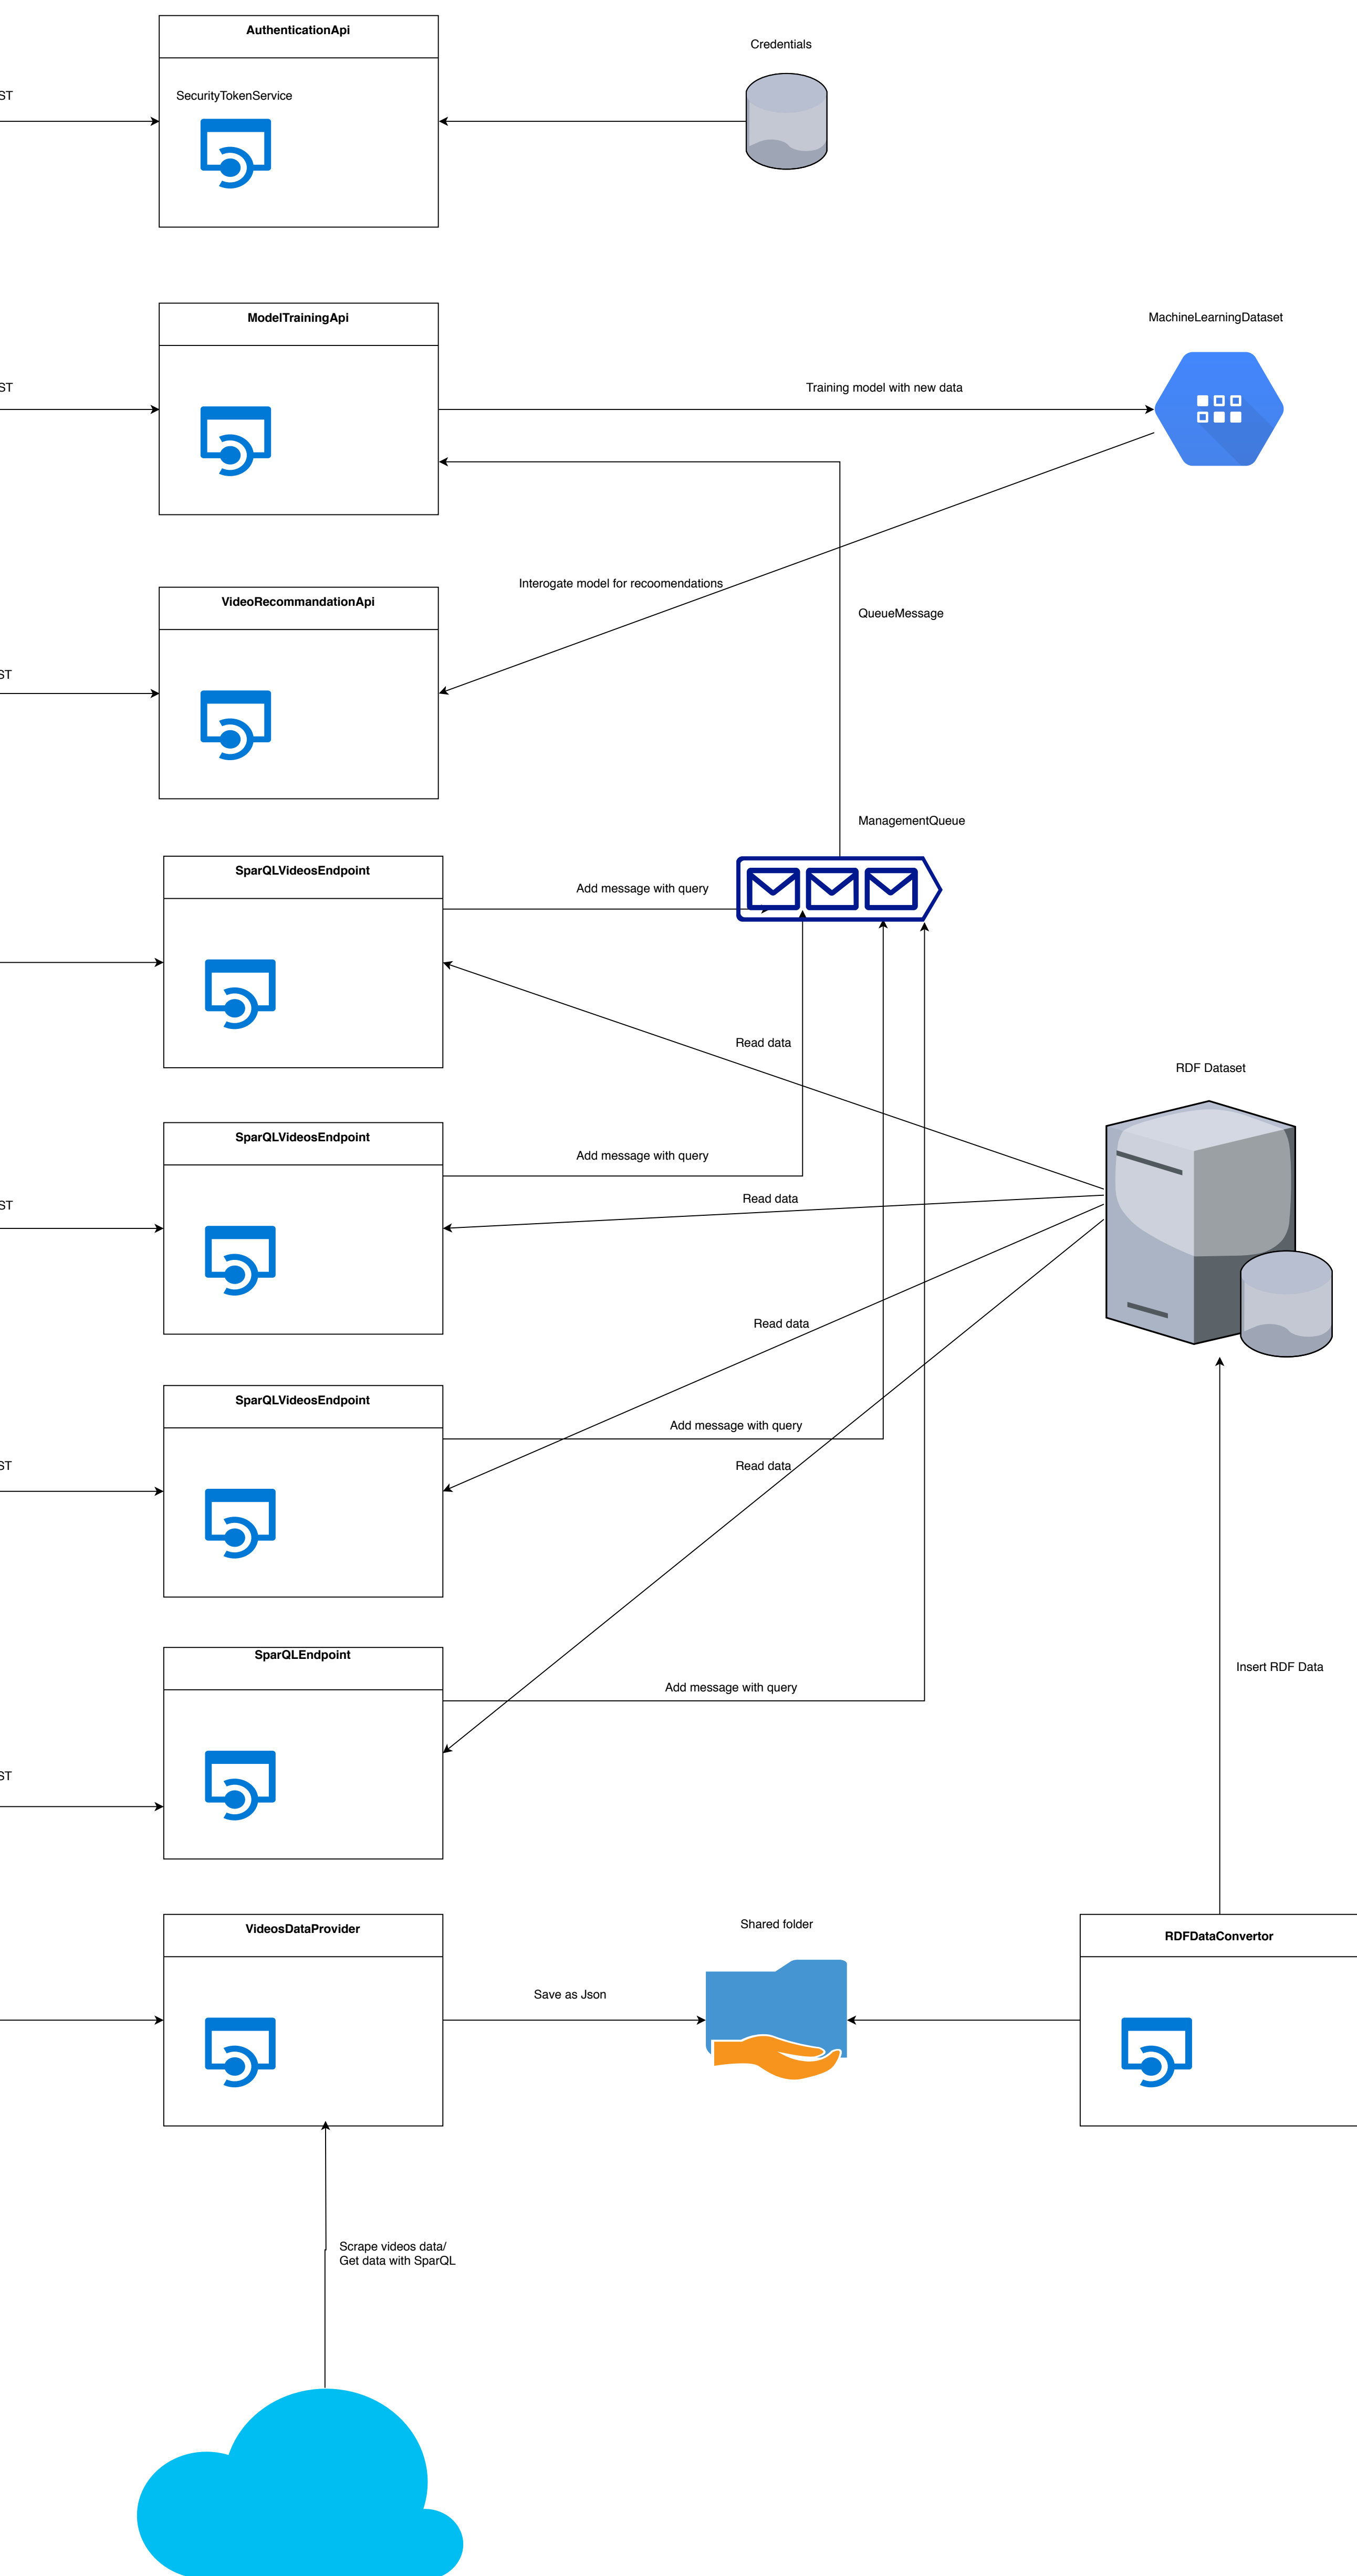 AuthenticationApi
Credentials
ST
SecurityTokenService
ModelTrainingApi
MachineLearningDataset
ST
Training model with new data
Interogate model for recoomendations
VideoRecommandationApi
QueueMessage
ST
ManagementQueue
SparQLVideosEndpoint
Add message with query
Read data
RDF Dataset
SparQLVideosEndpoint
Add message with query
ST
Read data
Read data
SparQLVideosEndpoint
Add message with query
ST
Read data
SparQLEndpoint
Insert RDF Data
Add message with query
ST
VideosDataProvider
Shared folder
RDFDataConvertor
Save as Json
Scrape videos data/
Get data with SparQL